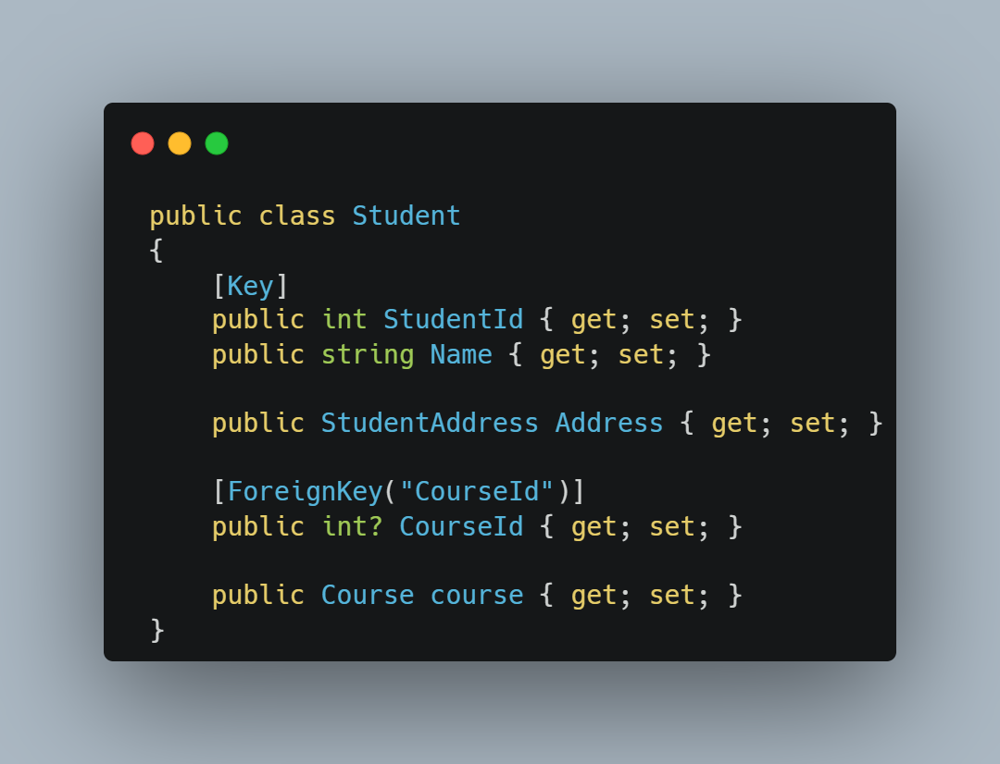 public class Student
{
    [Key]
    public int StudentId { get; set; }
    public string Name { get; set; }

    public StudentAddress Address { get; set; }

    [ForeignKey("CourseId")]
    public int? CourseId { get; set; }

    public Course course { get; set; }
}